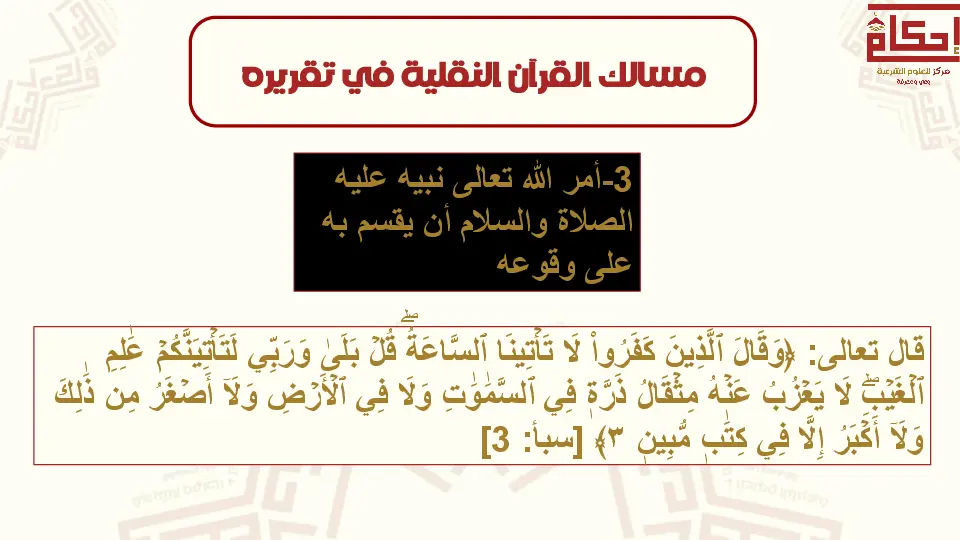 إحكام
مركز للعلوم الشرعية
وعي ومعرفة
مسالك القرآن النقلية في تقريره
3-أمر الله تعالى نبيه عليه
الصلاة والسلام أن يقسم به
على وقوعه
قال تعالى: ﴿وَقَالَ ٱلَّذِينَ كَفَرُواْ لَا تَأۡتِينَا ٱلسَّاعَةُۖ قُلۡ بَلَىٰ وَرَبِّي لَتَأۡتِيَنَّكُمۡ عَٰلِمِ
ٱلۡغَيۡبِۖ لَا يَعۡزُبُ عَنۡهُ مِثۡقَالُ ذَرَّةٖ فِي ٱلسَّمَٰوَٰتِ وَلَا فِي ٱلۡأَرۡضِ وَلَآ أَصۡغَرُ مِن ذَٰلِكَ
وَلَآ أَكۡبَرُ إِلَّا فِي كِتَٰبٖ مُّبِينٖ ٣﴾ [سبأ: 3]